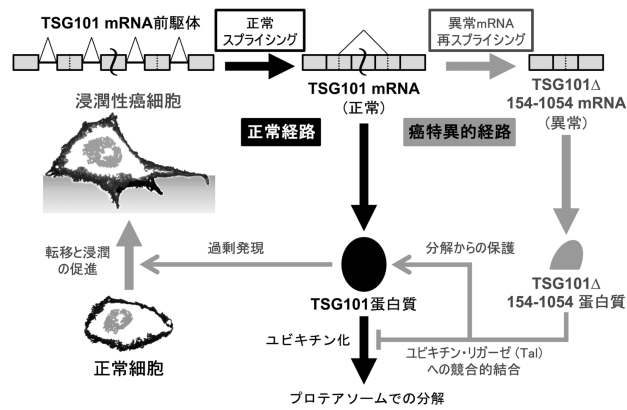 TSG101 mRNA前駆体
正常
スプライシング
異常mRNA
再スプライシング
TSG101 mRNA
(正常)
TSG101Δ
154-1054 mRNA
(異常)
浸潤性癌細胞
正常経路
癌特異的経路
転移と浸潤
の促進
過剰発現
分解からの保護
TSG101蛋白質
TSG101Δ
154-1054 蛋白質
正常細胞
ユビキチン化
ユビキチン・リガーゼ (Tal)
への競合的結合
プロテアソームでの分解